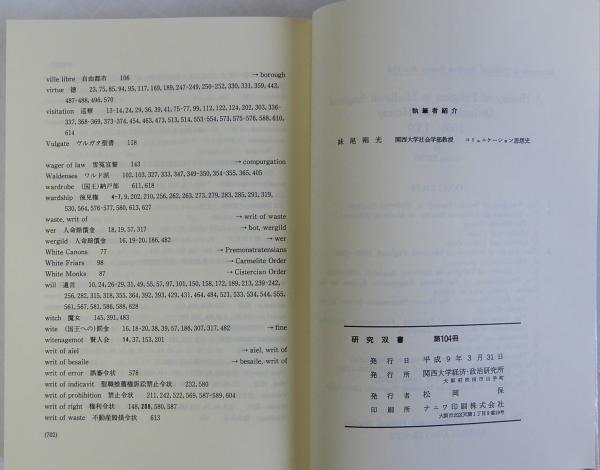 ville libre 自由都市 106 → borough
virtue 徳 23, 75, 85, 94, 95, 117, 169, 189, 247-249, 250-252, 330, 331, 359, 443,
487-488, 496, 570
visitation 巡察 13-14, 24, 29, 36, 39, 41, 75-77, 99, 112, 122, 124, 202, 303, 336-
337, 368-369, 373-374, 454, 463, 473, 513, 514, 553-554, 573, 575-576, 588, 610,
614
Vulgate ヴルガタ聖書 118
wager of law 雪冤宣誓 143 → compurgation
Waldenses ワルド派 102, 103, 327, 333, 347, 349-350, 354-355, 365, 405
wardrobe (国王)納戸部 611, 618
wardship 後見権 4-7, 9, 202, 210, 256, 262, 263, 273, 279, 283, 285, 291, 319,
530, 564, 576-577, 580, 613, 627
waste, writ of → writ of waste
wer 人命賠償金 18, 19, 57, 317 → bot, wergild
wergild 人命賠償金 16, 19-20, 186, 482 → wer
White Canons 77 → Premonstratensians
White Friars 98 → Carmelite Order
White Monks 87 → Cistercian Order
will 遺言 10, 24, 26-29, 31, 49, 55, 57, 97, 101, 150, 158, 172, 189, 213, 239-242,
256, 282, 315, 318, 355, 364, 392, 393, 429, 431, 464, 484, 521, 533, 534, 544, 555,
561, 567, 581, 586, 588, 628
witch 魔女 145, 391, 483
wite (国王への)罰金 16, 18-20, 38, 39, 57, 186, 307, 317, 482 → fine
witenagemot 賢人会 14, 37, 153, 201
writ of aiel → aiel, writ of
writ of besaile → besaile, writ of
writ of error 誤審令状 578
writ of indicavit 聖職推薦権訴訟禁止令状 232, 580
writ of prohibition 禁止令状 211, 242, 522, 569, 587-589, 604
writ of right 権利令状 148, 208, 580, 587
writ of waste 不動産毀損令状 613
(702)
執筆者紹介
妹尾剛光 関西大学社会学部教授 コミュニケーション思想史
研究双書 第104冊
発行日 平成9年3月31日
発行所 関西大学経済・政治研究所
大阪府吹田市山手町
発行者 松岡 保
印刷所 ナニワ印刷株式会社